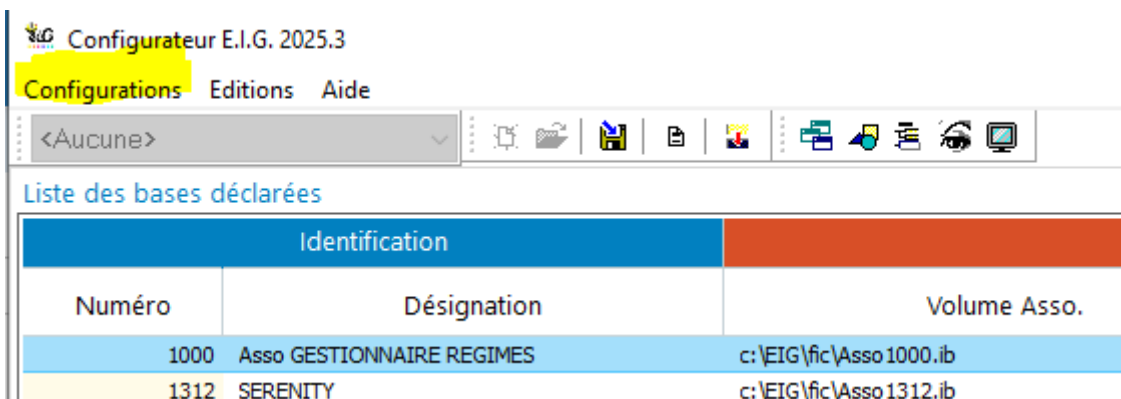 Configurateur E.I.G. 2025.3
Configurations Editions Aide
<Aucune>
Liste des bases déclarées
Identification
Numéro Désignation Volume Asso.
1000 Asso GESTIONNAIRE REGIMES c:\EIG\fic\Asso1000.ib
1312 SERENITY c:\EIG\fic\Asso1312.ib